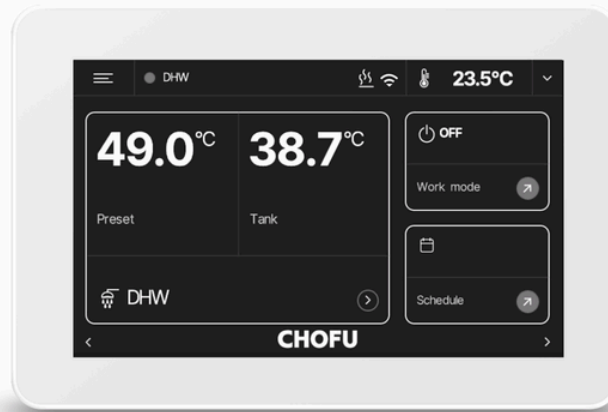 DHW
23.5°C
49.0°C
38.7°C
Preset
Tank
DHW
OFF
Work mode
Schedule
CHOFU